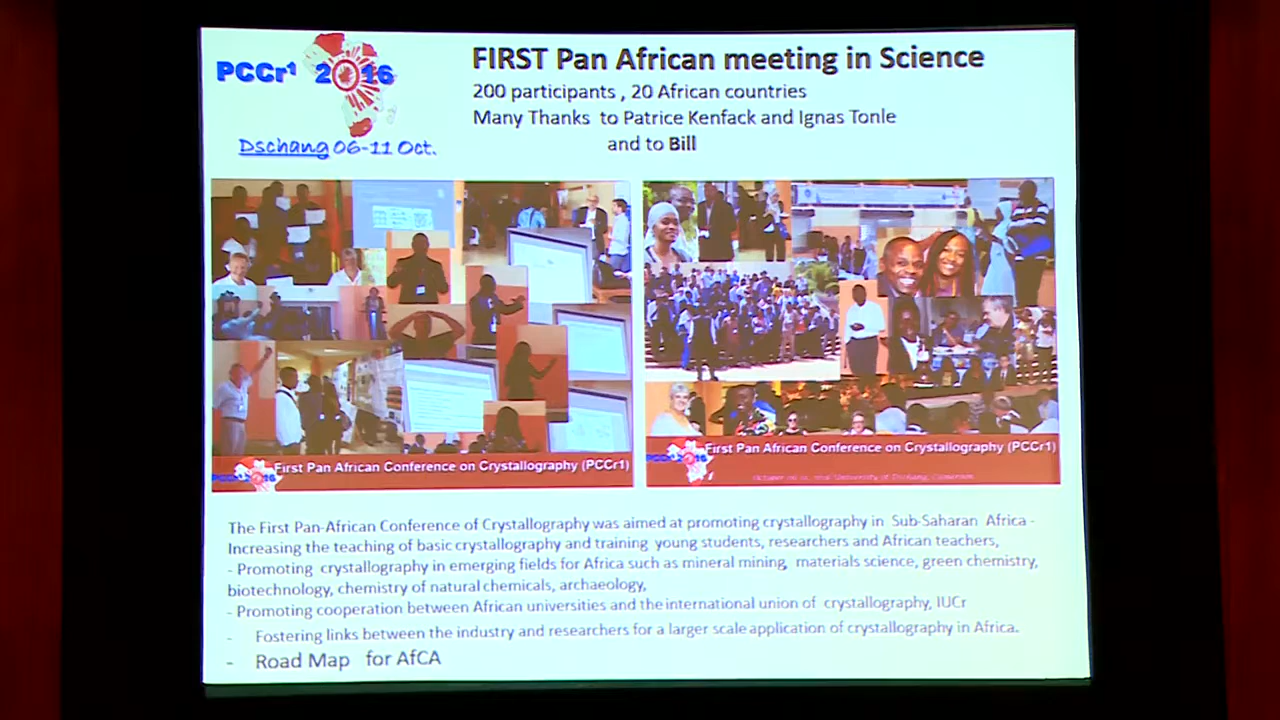 PCCr¹ 2016
Dschang 06-11 Oct.
FIRST Pan African meeting in Science
200 participants , 20 African countries
Many Thanks to Patrice Kenfack and Ignas Tonle
and to Bill
First Pan African Conference on Crystallography (PCCr1)
First Pan African Conference on Crystallography (PCCr1)
The First Pan-African Conference of Crystallography was aimed at promoting crystallography in Sub-Saharan Africa -
Increasing the teaching of basic crystallography and training young students, researchers and African teachers,
- Promoting crystallography in emerging fields for Africa such as mineral mining, materials science, green chemistry,
biotechnology, chemistry of natural chemicals, archaeology,
- Promoting cooperation between African universities and the international union of crystallography, IUCr
- Fostering links between the industry and researchers for a larger scale application of crystallography in Africa.
- Road Map for AfCA